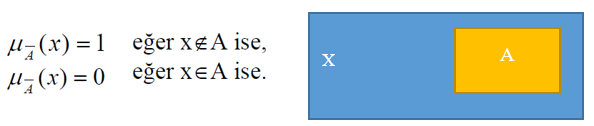 μ_Ā(x) = 1 eğer x∉A ise,
μ_Ā(x) = 0 eğer x∈A ise.
X
A